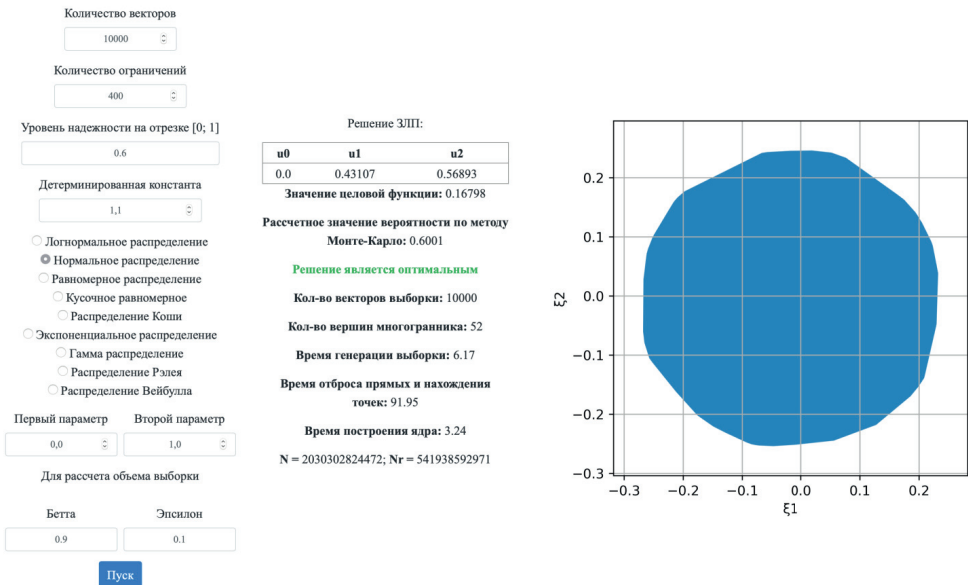 Количество векторов
10000
Количество ограничений
400
Уровень надежности на отрезке [0; 1]
0.6
Детерминированная константа
1,1
Логнормальное распределение
Нормальное распределение
Равномерное распределение
Кусочное равномерное
Распределение Коши
Экспоненциальное распределение
Гамма распределение
Распределение Рэлея
Распределение Вейбулла
Первый параметр Второй параметр
0,0 1,0
Для рассчета объема выборки
Бетта Эпсилон
0.9 0.1
Пуск
Решение ЗЛП:
u0 u1 u2
0.0 0.43107 0.56893
Значение целовой функции: 0.16798
Рассчетное значение вероятности по методу
Монте-Карло: 0.6001
Решение является оптимальным
Кол-во векторов выборки: 10000
Кол-во вершин многогранника: 52
Время генерации выборки: 6.17
Время отброса прямых и нахождения
точек: 91.95
Время построения ядра: 3.24
N = 2030302824472; Nr = 541938592971
0.2
0.1
0.0
−0.1
−0.2
−0.3
ξ2
−0.3 −0.2 −0.1 0.0 0.1 0.2
ξ1